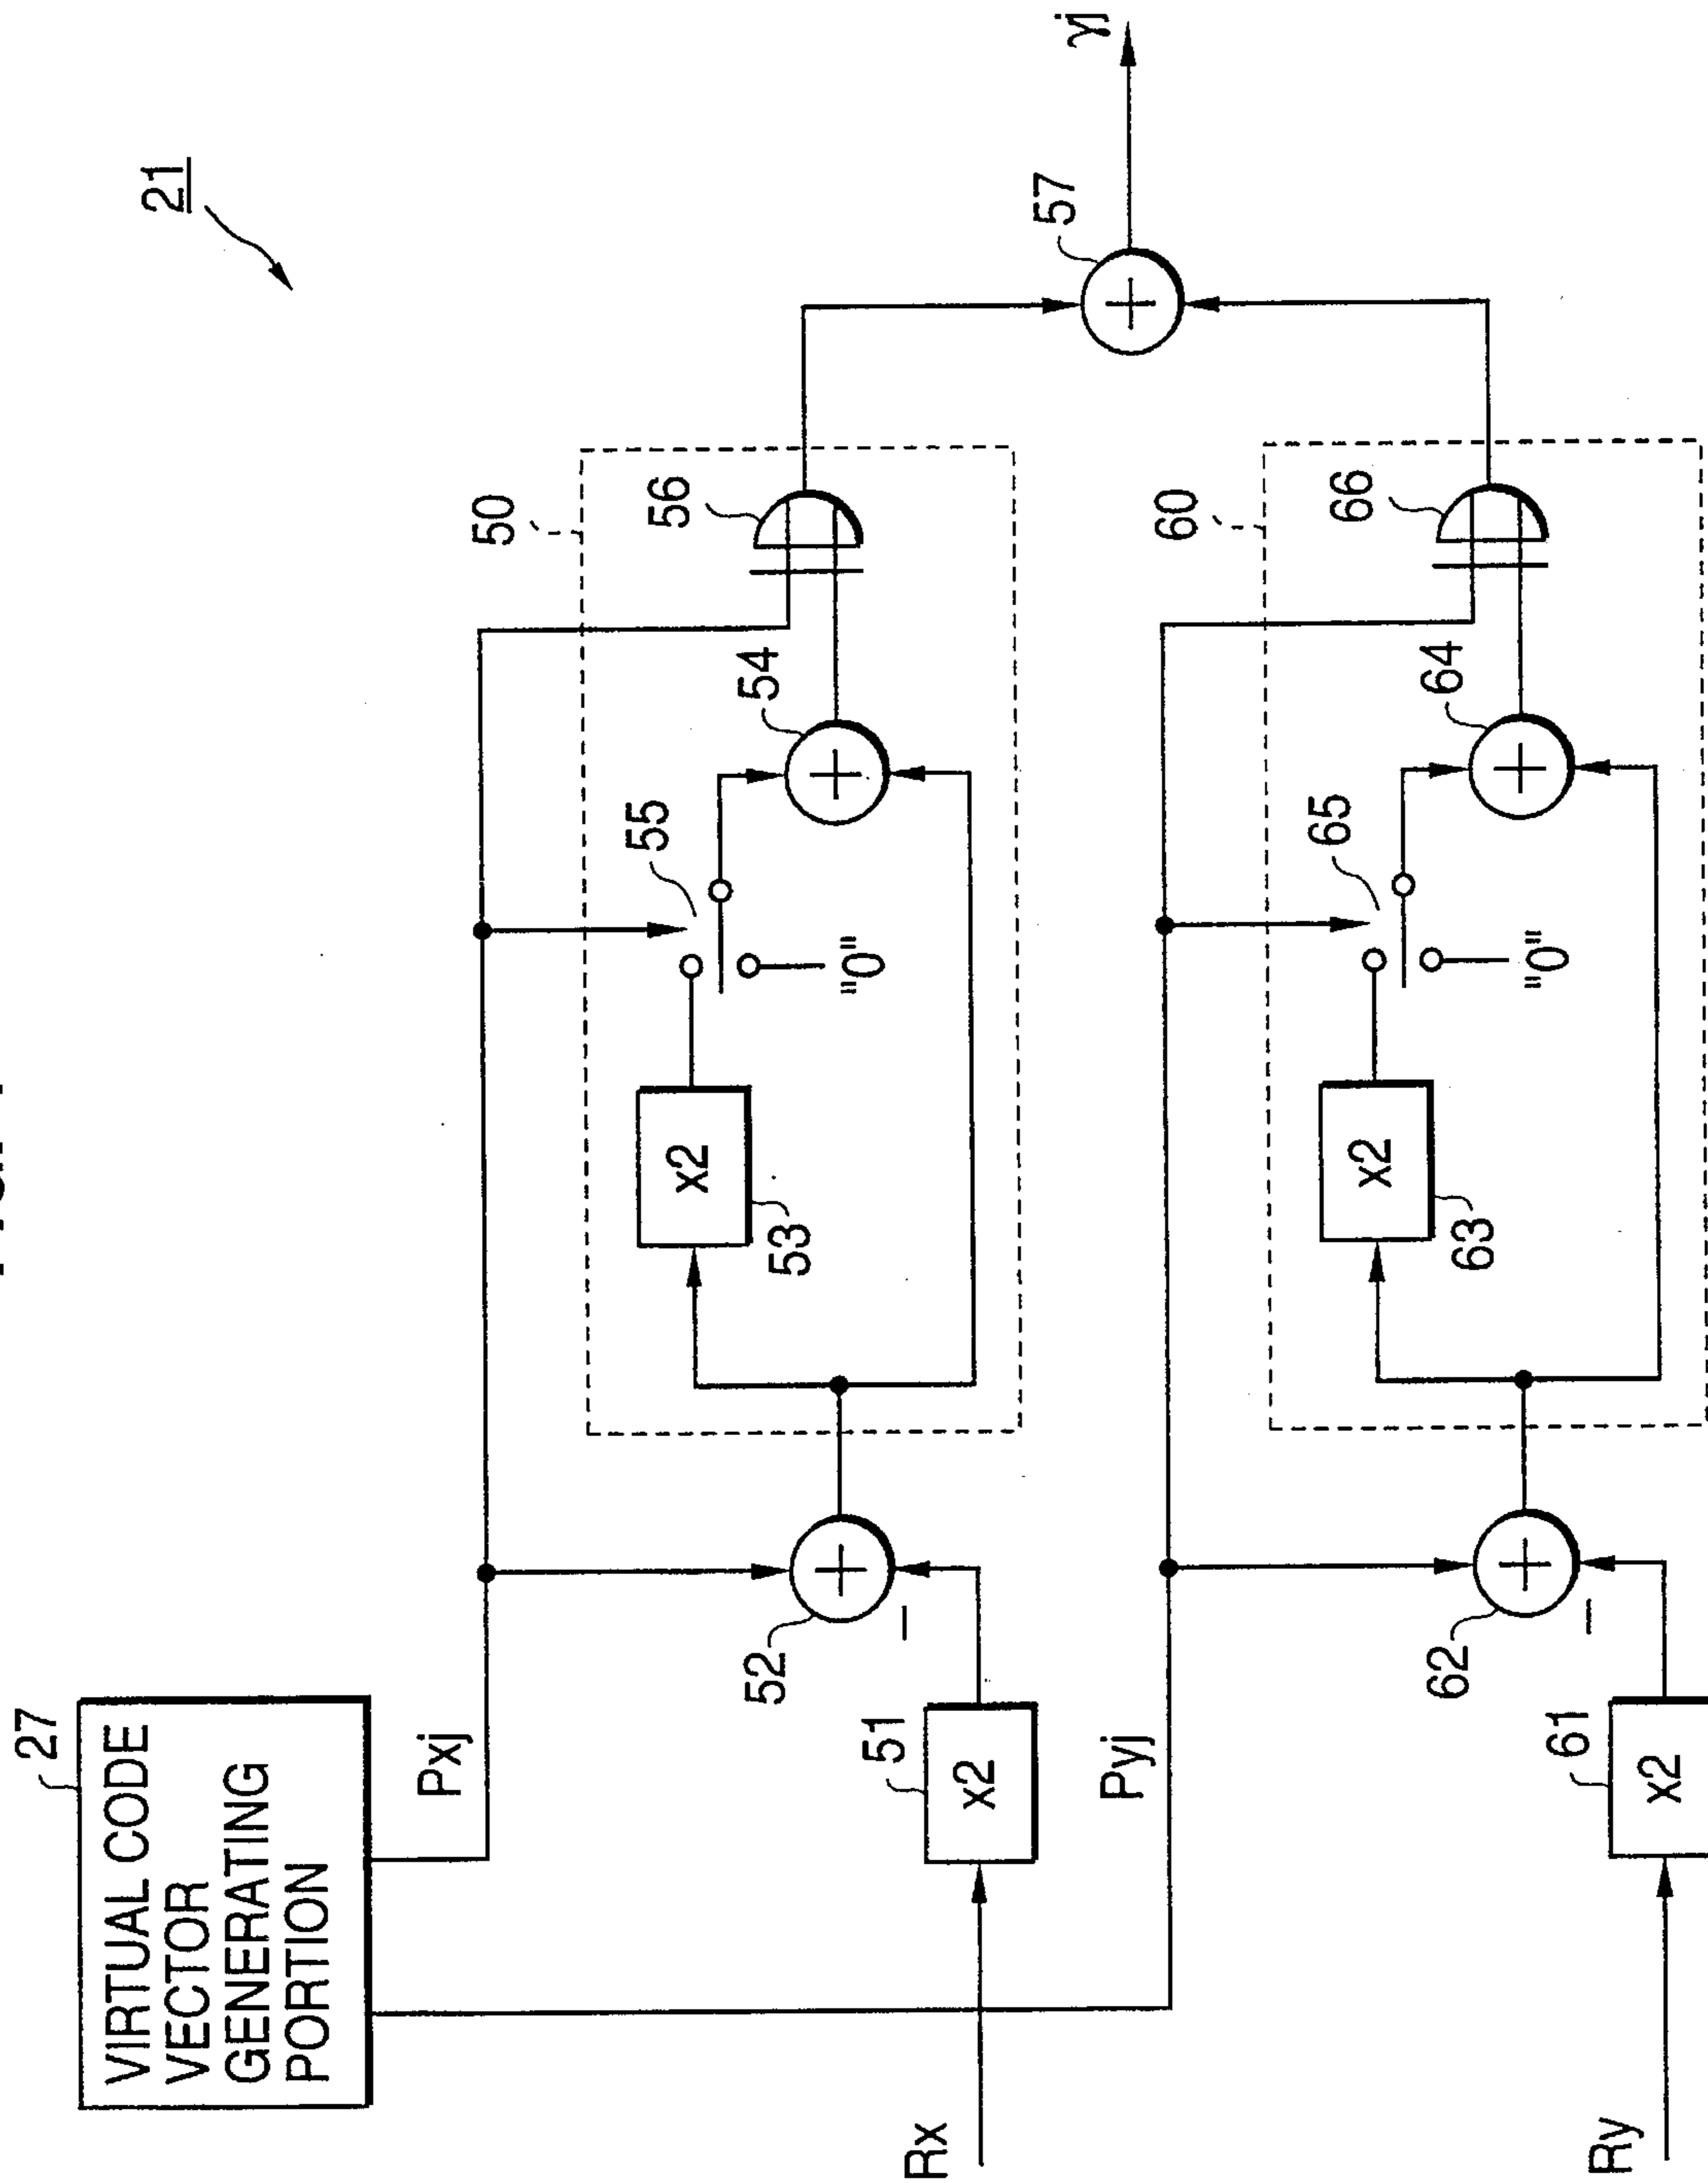 21
27
VIRTUAL CODE
VECTOR
GENERATING
PORTION
Pxj
50
52
53
x2
55
"0"
54
56
57
γj
Rx
51
x2
Pyj
60
62
63
x2
65
"0"
64
66
Ry
61
x2
+
+
+
+
+
−
−